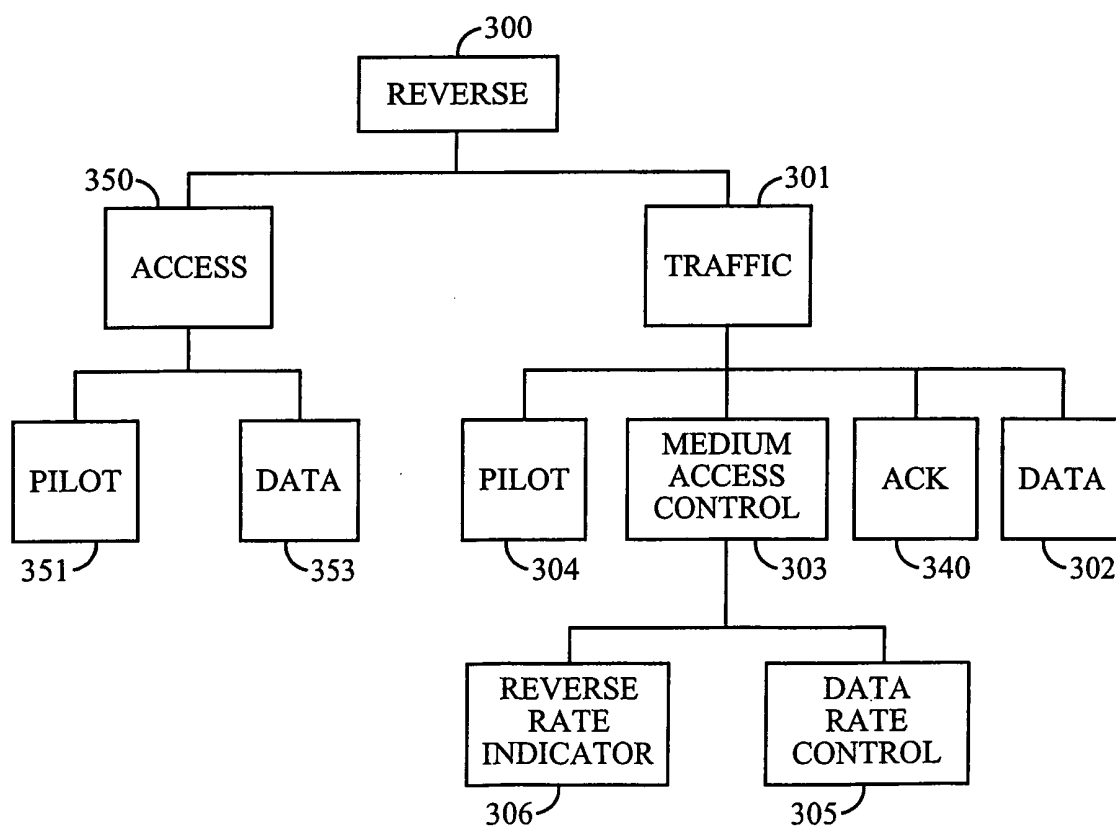 300
REVERSE
350
301
ACCESS
TRAFFIC
PILOT
DATA
PILOT
MEDIUM
ACCESS
CONTROL
ACK
DATA
351
353
304
303
340
302
REVERSE
RATE
INDICATOR
DATA
RATE
CONTROL
306
305